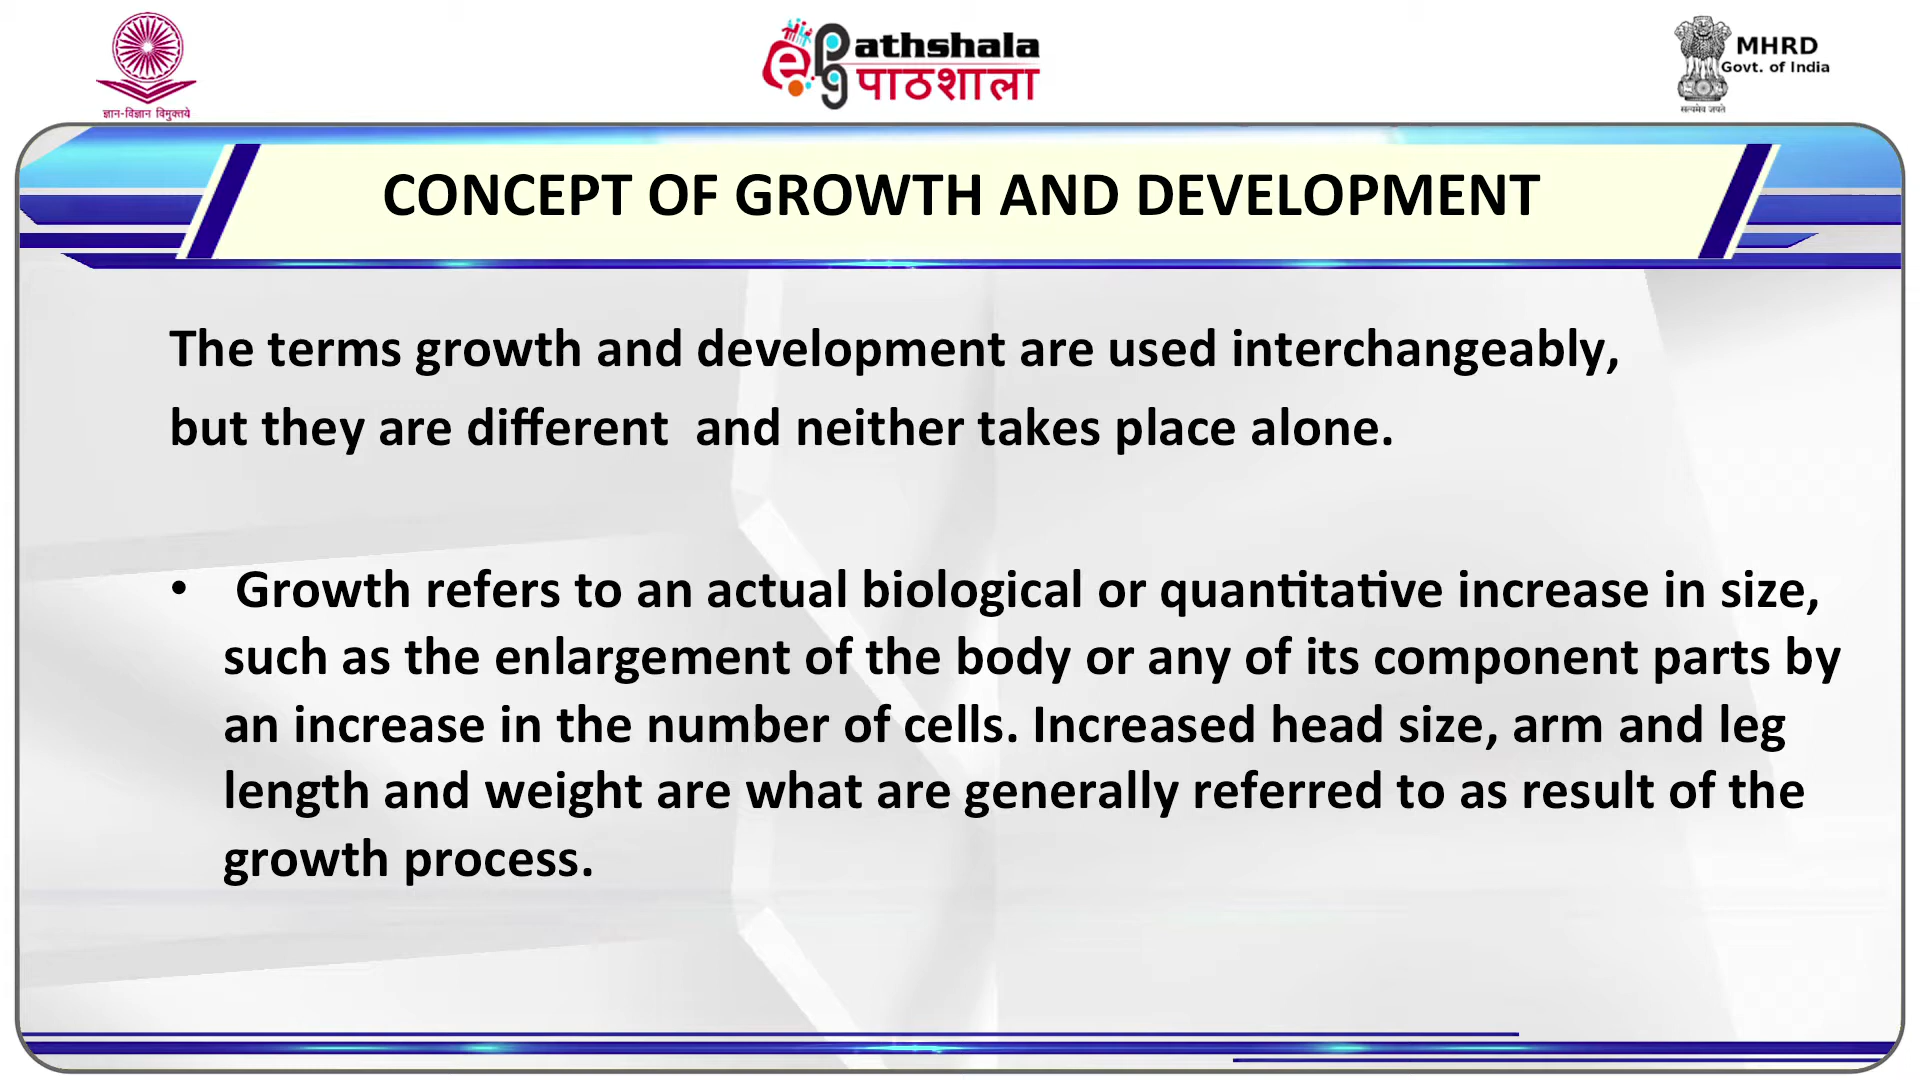 ज्ञान-विज्ञान विमुक्तये
e pg
athshala
पाठशाला
MHRD
Govt. of India
सत्यमेव जयते
CONCEPT OF GROWTH AND DEVELOPMENT
The terms growth and development are used interchangeably,
but they are different and neither takes place alone.
• Growth refers to an actual biological or quantitative increase in size,
such as the enlargement of the body or any of its component parts by
an increase in the number of cells. Increased head size, arm and leg
length and weight are what are generally referred to as result of the
growth process.